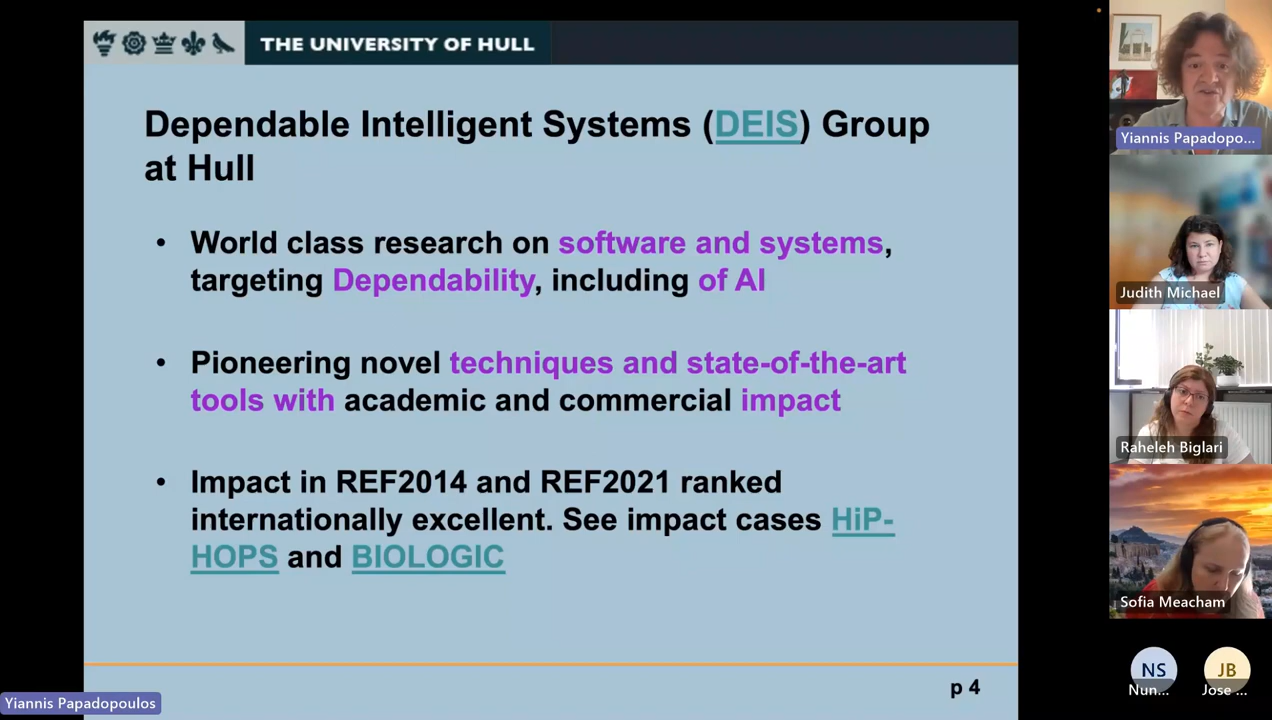 THE UNIVERSITY OF HULL
Dependable Intelligent Systems (DEIS) Group
at Hull
• World class research on software and systems,
targeting Dependability, including of AI
• Pioneering novel techniques and state-of-the-art
tools with academic and commercial impact
• Impact in REF2014 and REF2021 ranked
internationally excellent. See impact cases HiP-
HOPS and BIOLOGIC
p 4
Yiannis Papadopoulos
Yiannis Papadopo...
Judith Michael
Raheleh Biglari
Sofia Meacham
NS
JB
Nun...
Jose ...